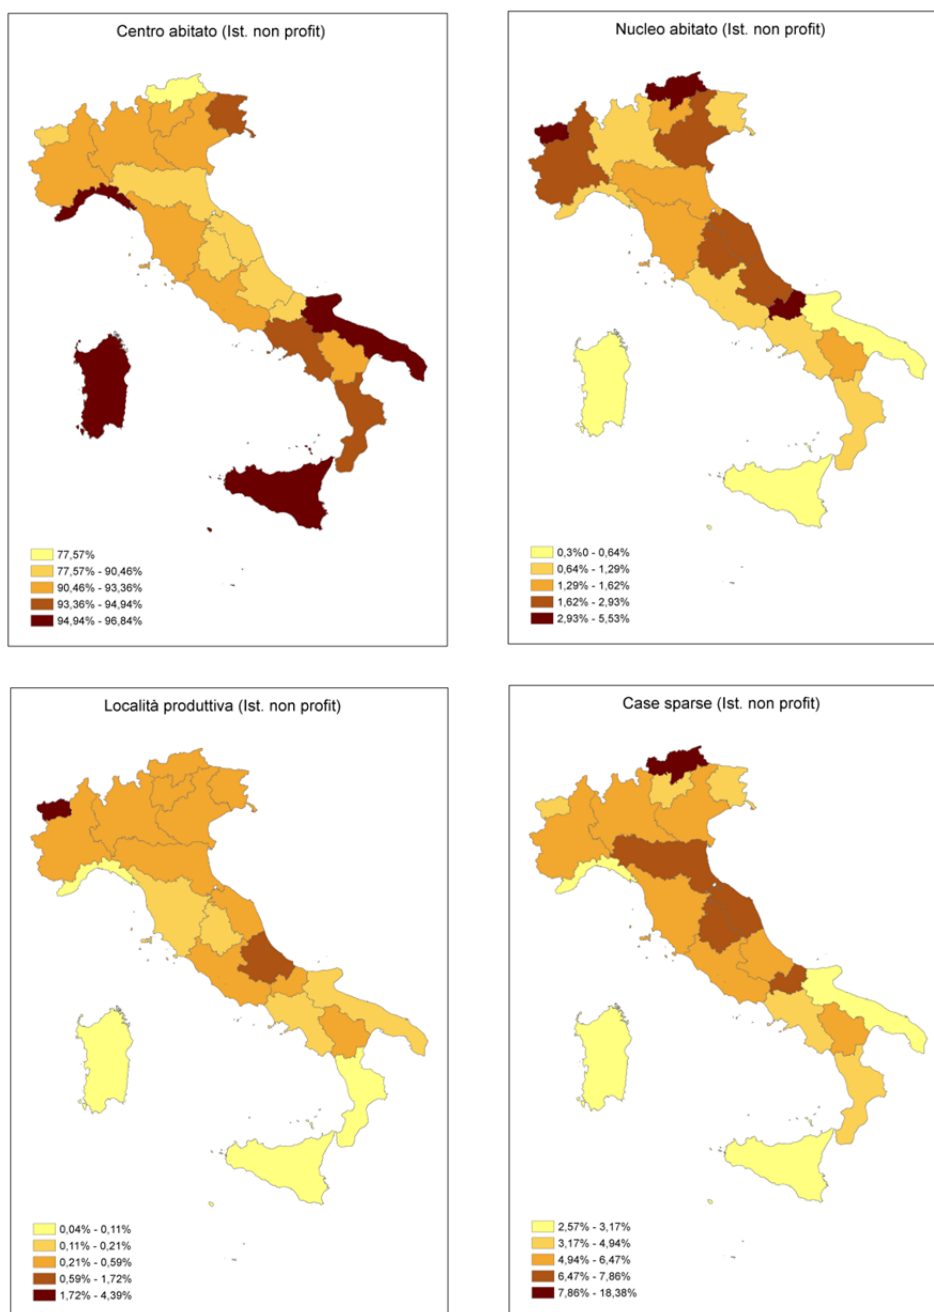 Centro abitato (Ist. non profit)
77,57%
77,57% - 90,46%
90,46% - 93,36%
93,36% - 94,94%
94,94% - 96,84%
Nucleo abitato (Ist. non profit)
0,3%0 - 0,64%
0,64% - 1,29%
1,29% - 1,62%
1,62% - 2,93%
2,93% - 5,53%
Località produttiva (Ist. non profit)
0,04% - 0,11%
0,11% - 0,21%
0,21% - 0,59%
0,59% - 1,72%
1,72% - 4,39%
Case sparse (Ist. non profit)
2,57% - 3,17%
3,17% - 4,94%
4,94% - 6,47%
6,47% - 7,86%
7,86% - 18,38%